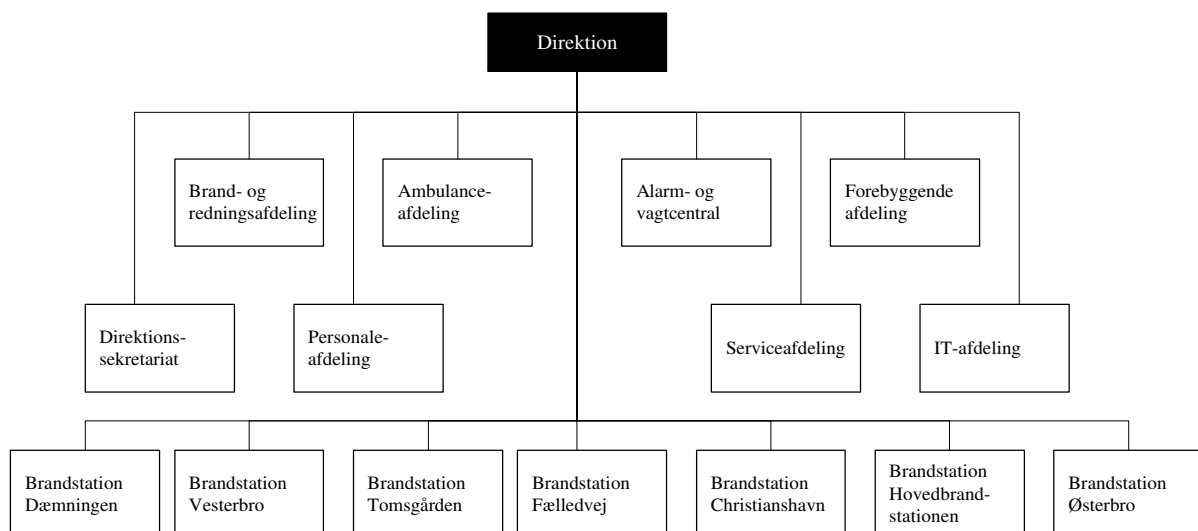 Direktion
Brand- og
redningsafdeling
Ambulance-
afdeling
Alarm- og
vagtcentral
Forebyggende
afdeling
Direktions-
sekretariat
Personale-
afdeling
Serviceafdeling
IT-afdeling
Brandstation
Dæmningen
Brandstation
Vesterbro
Brandstation
Tomsgården
Brandstation
Fælledvej
Brandstation
Christianshavn
Brandstation
Hovedbrand-
stationen
Brandstation
Østerbro